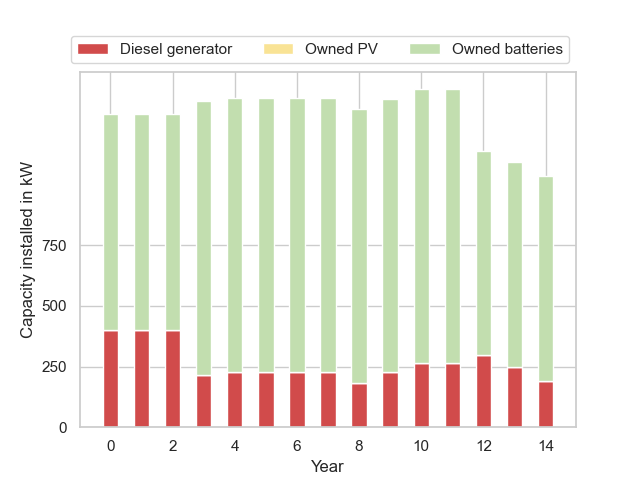 Diesel generator Owned PV Owned batteries
Capacity installed in kW
750
500
250
0
0 2 4 6 8 10 12 14
Year